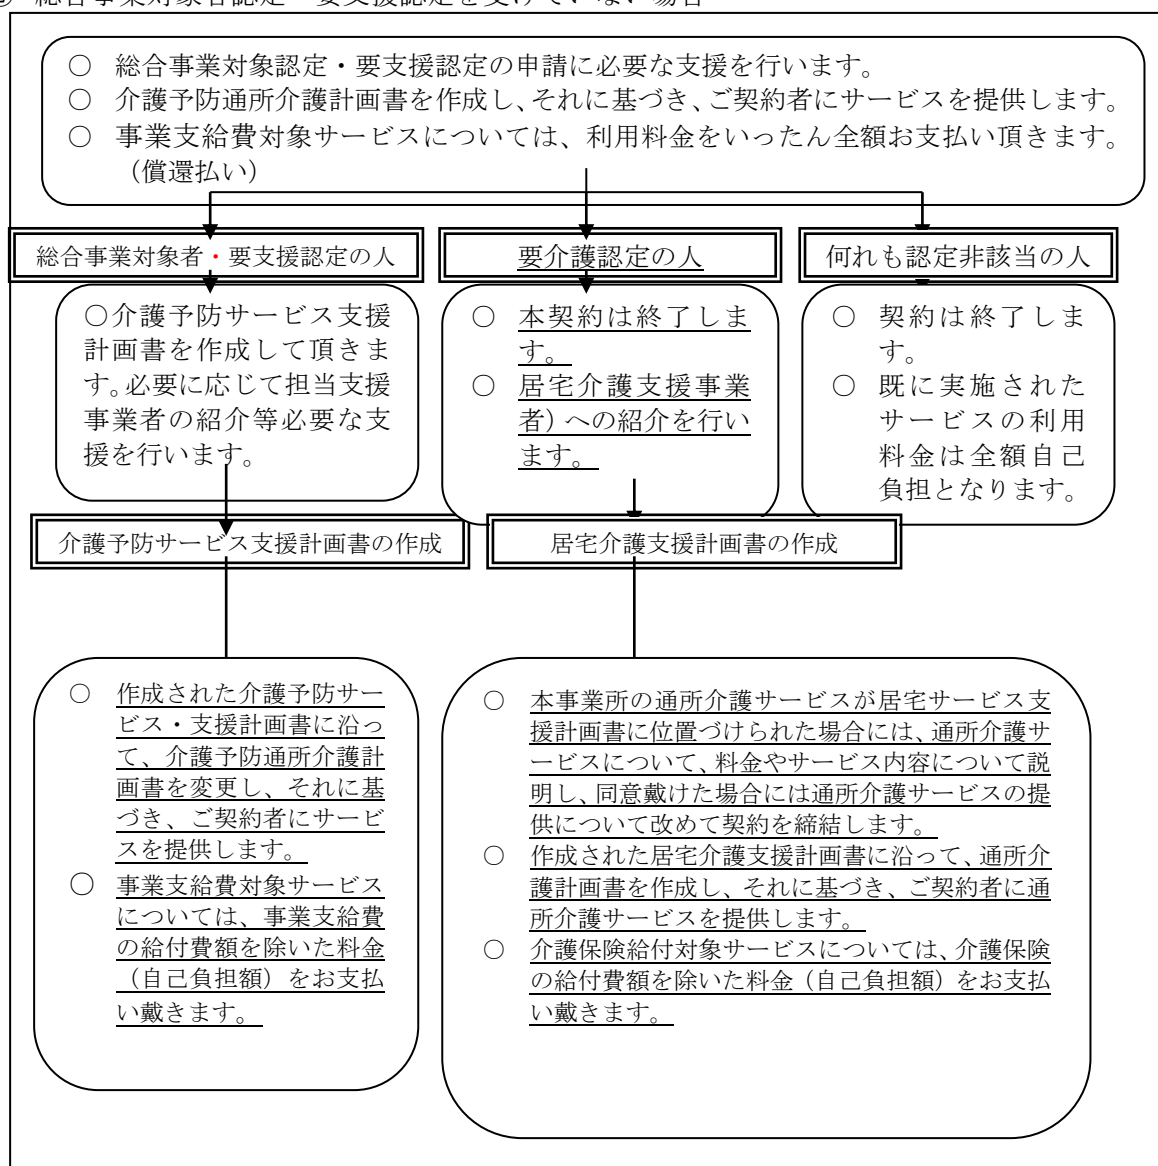 総合事業対象者認定・要支援認定を受けていない場合
○ 総合事業対象認定・要支援認定の申請に必要な支援を行います。
○ 介護予防通所介護計画書を作成し、それに基づき、ご契約者にサービスを提供します。
○ 事業支給費対象サービスについては、利用料金をいったん全額お支払い頂きます。
（償還払い）
総合事業対象者・要支援認定の人
要介護認定の人
何れも認定非該当の人
○介護予防サービス支援
計画書を作成して頂きま
す。必要に応じて担当支援
事業者の紹介等必要な支
援を行います。
○ 本契約は終了しま
す。
○ 居宅介護支援事業
者）への紹介を行い
ます。
○ 契約は終了しま
す。
○ 既に実施された
サービスの利用
料金は全額自己
負担となります。
介護予防サービス支援計画書の作成
居宅介護支援計画書の作成
○ 作成された介護予防サー
ビス・支援計画書に沿っ
て、介護予防通所介護計
画書を変更し、それに基
づき、ご契約者にサービ
スを提供します。
○ 事業支給費対象サービス
については、事業支給費
の給付費額を除いた料金
（自己負担額）をお支払
い戴きます。
○ 本事業所の通所介護サービスが居宅サービス支
援計画書に位置づけられた場合には、通所介護サ
ービスについて、料金やサービス内容について説
明し、同意戴けた場合には通所介護サービスの提
供について改めて契約を締結します。
○ 作成された居宅介護支援計画書に沿って、通所介
護計画書を作成し、それに基づき、ご契約者に通
所介護サービスを提供します。
○ 介護保険給付対象サービスについては、介護保険
の給付費額を除いた料金（自己負担額）をお支払
い戴きます。